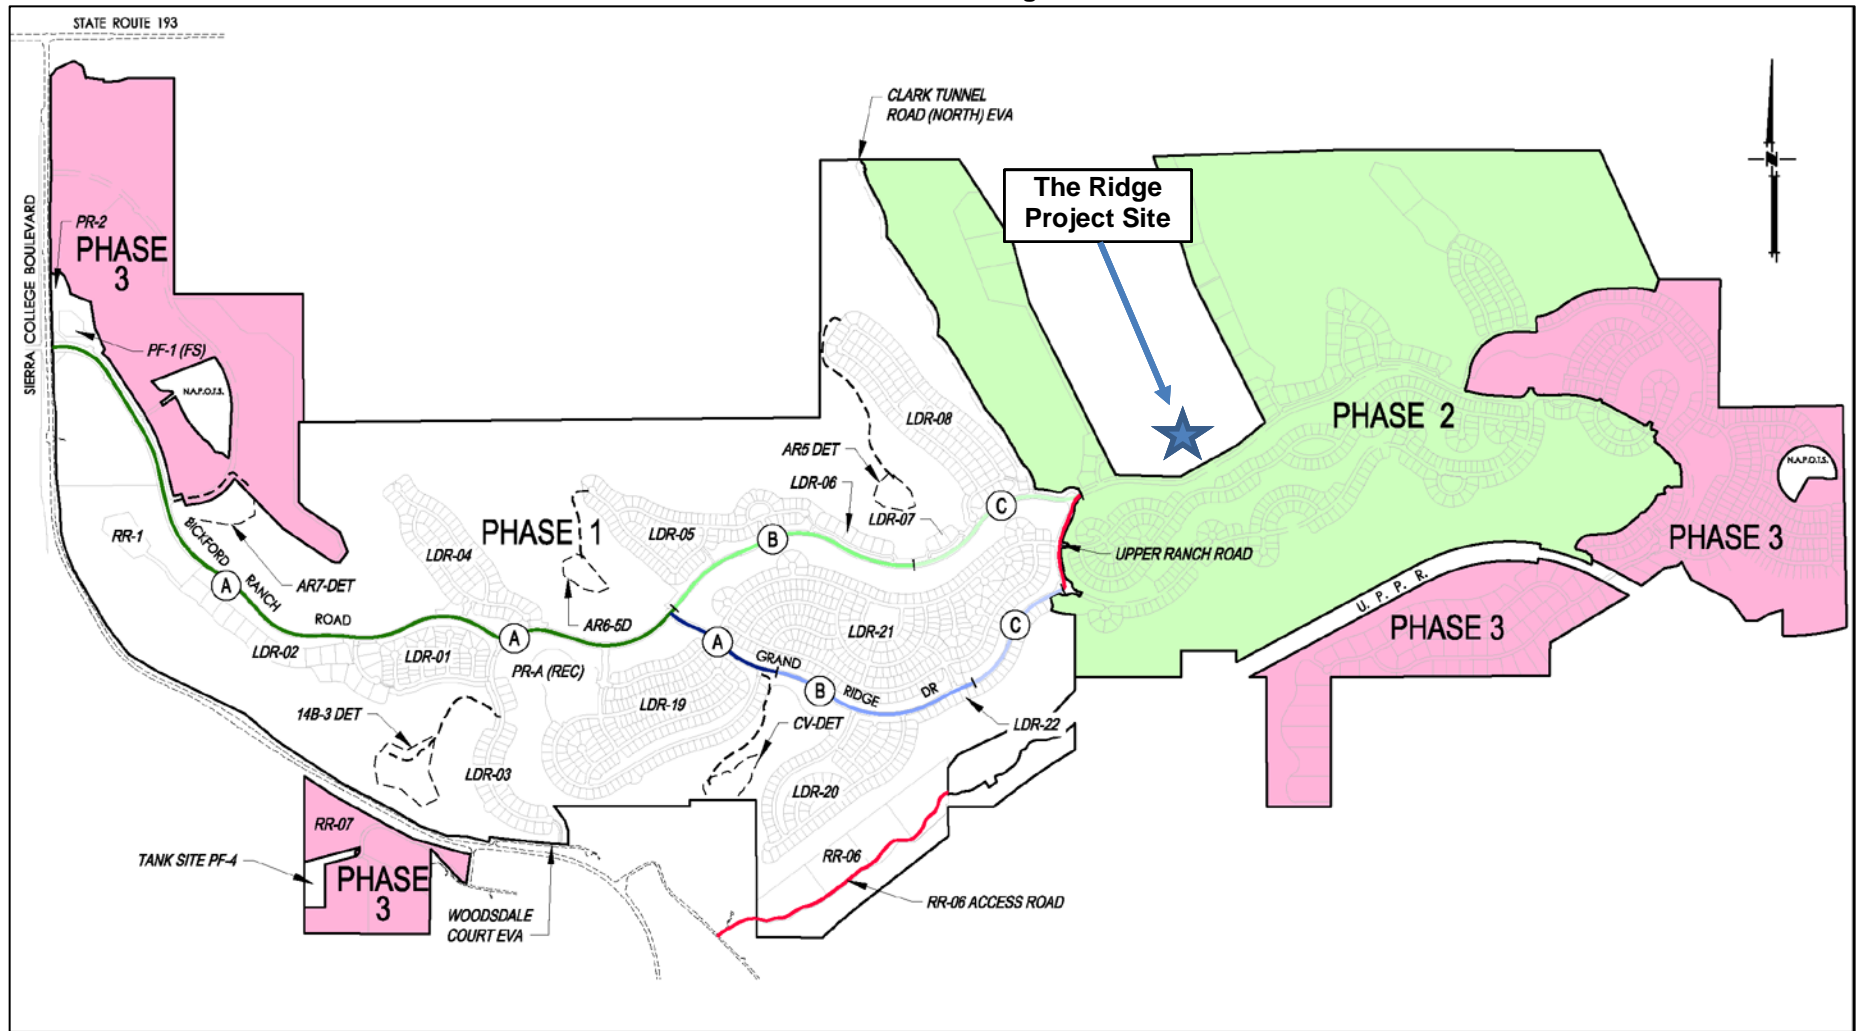 g
STATE ROUTE 193
CLARK TUNNEL
ROAD (NORTH) EVA
N
The Ridge
Project Site
SIERRA COLLEGE BOULEVARD
PR-2
PHASE
3
PF-1 (FS)
N.A.P.O.T.S.
LDR-08
PHASE 2
AR5 DET
LDR-06
LDR-07
C
N.A.P.O.T.S.
PHASE 1
LDR-05
B
RR-1
BICKFORD
RANCH
ROAD
A
AR7-DET
LDR-04
AR6-5D
UPPER RANCH ROAD
PHASE 3
U. P. P. R.
PHASE 3
LDR-02
LDR-01
A
PR-A (REC)
A
GRAND
RIDGE
DR
B
C
LDR-21
LDR-19
14B-3 DET
CV-DET
LDR-22
LDR-03
LDR-20
RR-07
TANK SITE PF-4
PHASE
3
RR-06
RR-06 ACCESS ROAD
WOODSDALE
COURT EVA